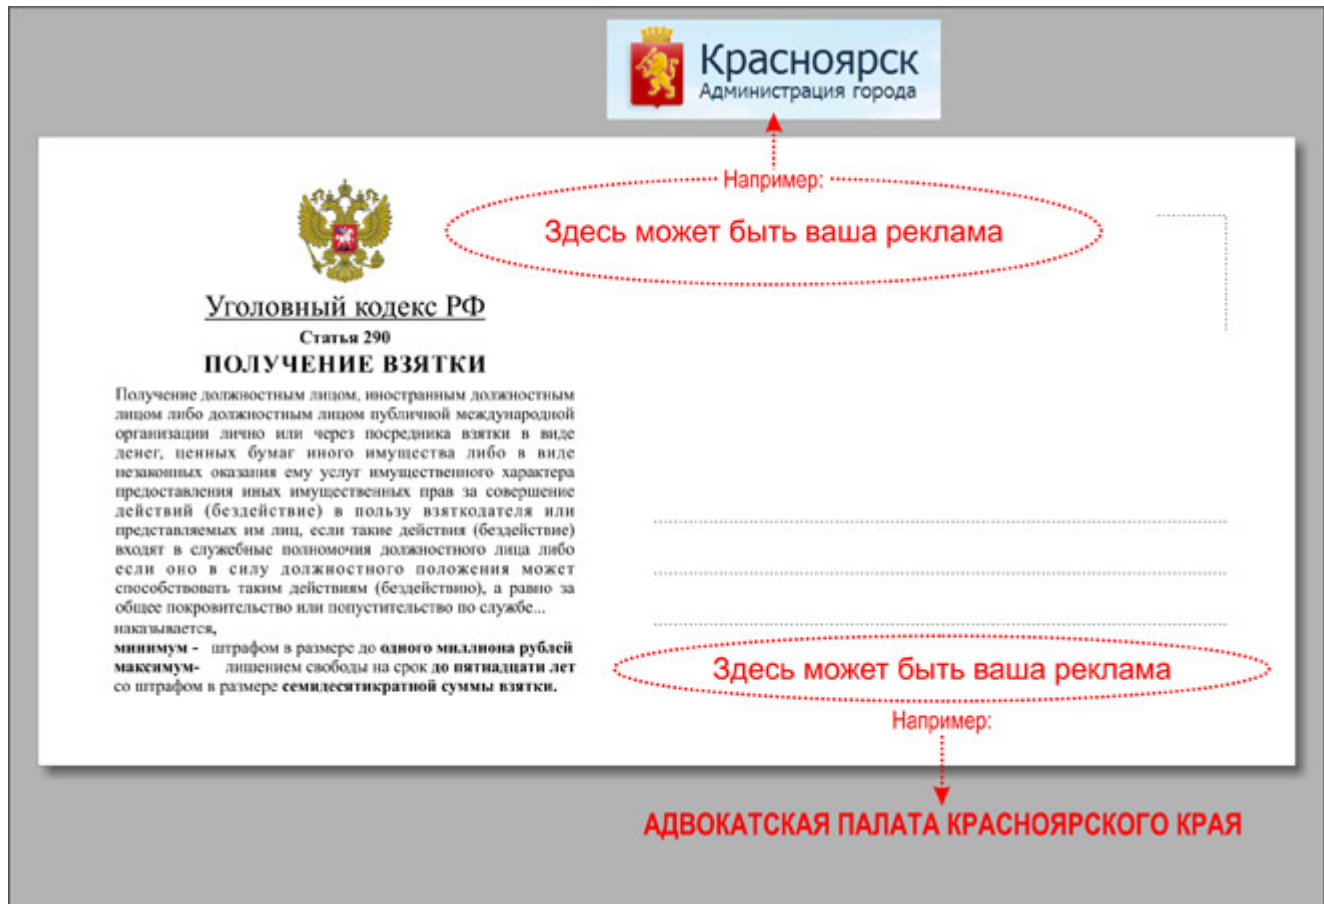 Красноярск
Администрация города
Например:
Здесь может быть ваша реклама
Уголовный кодекс РФ
Статья 290
ПОЛУЧЕНИЕ ВЗЯТКИ
Получение должностным лицом, иностранным должностным
лицом либо должностным лицом публичной международной
организации лично или через посредника взятки в виде
денег, ценных бумаг иного имущества либо в виде
незаконных оказания ему услуг имущественного характера
предоставления иных имущественных прав за совершение
действий (бездействие) в пользу взяткодателя или
представляемых им лиц, если такие действия (бездействие)
входят в служебные полномочия должностного лица либо
если оно в силу должностного положения может
способствовать таким действиям (бездействию), а равно за
общее покровительство или попустительство по службе...
наказывается,
минимум - штрафом в размере до одного миллиона рублей
максимум- лишением свободы на срок до пятнадцати лет
со штрафом в размере семидесятикратной суммы взятки.
Здесь может быть ваша реклама
Например:
АДВОКАТСКАЯ ПАЛАТА КРАСНОЯРСКОГО КРАЯ